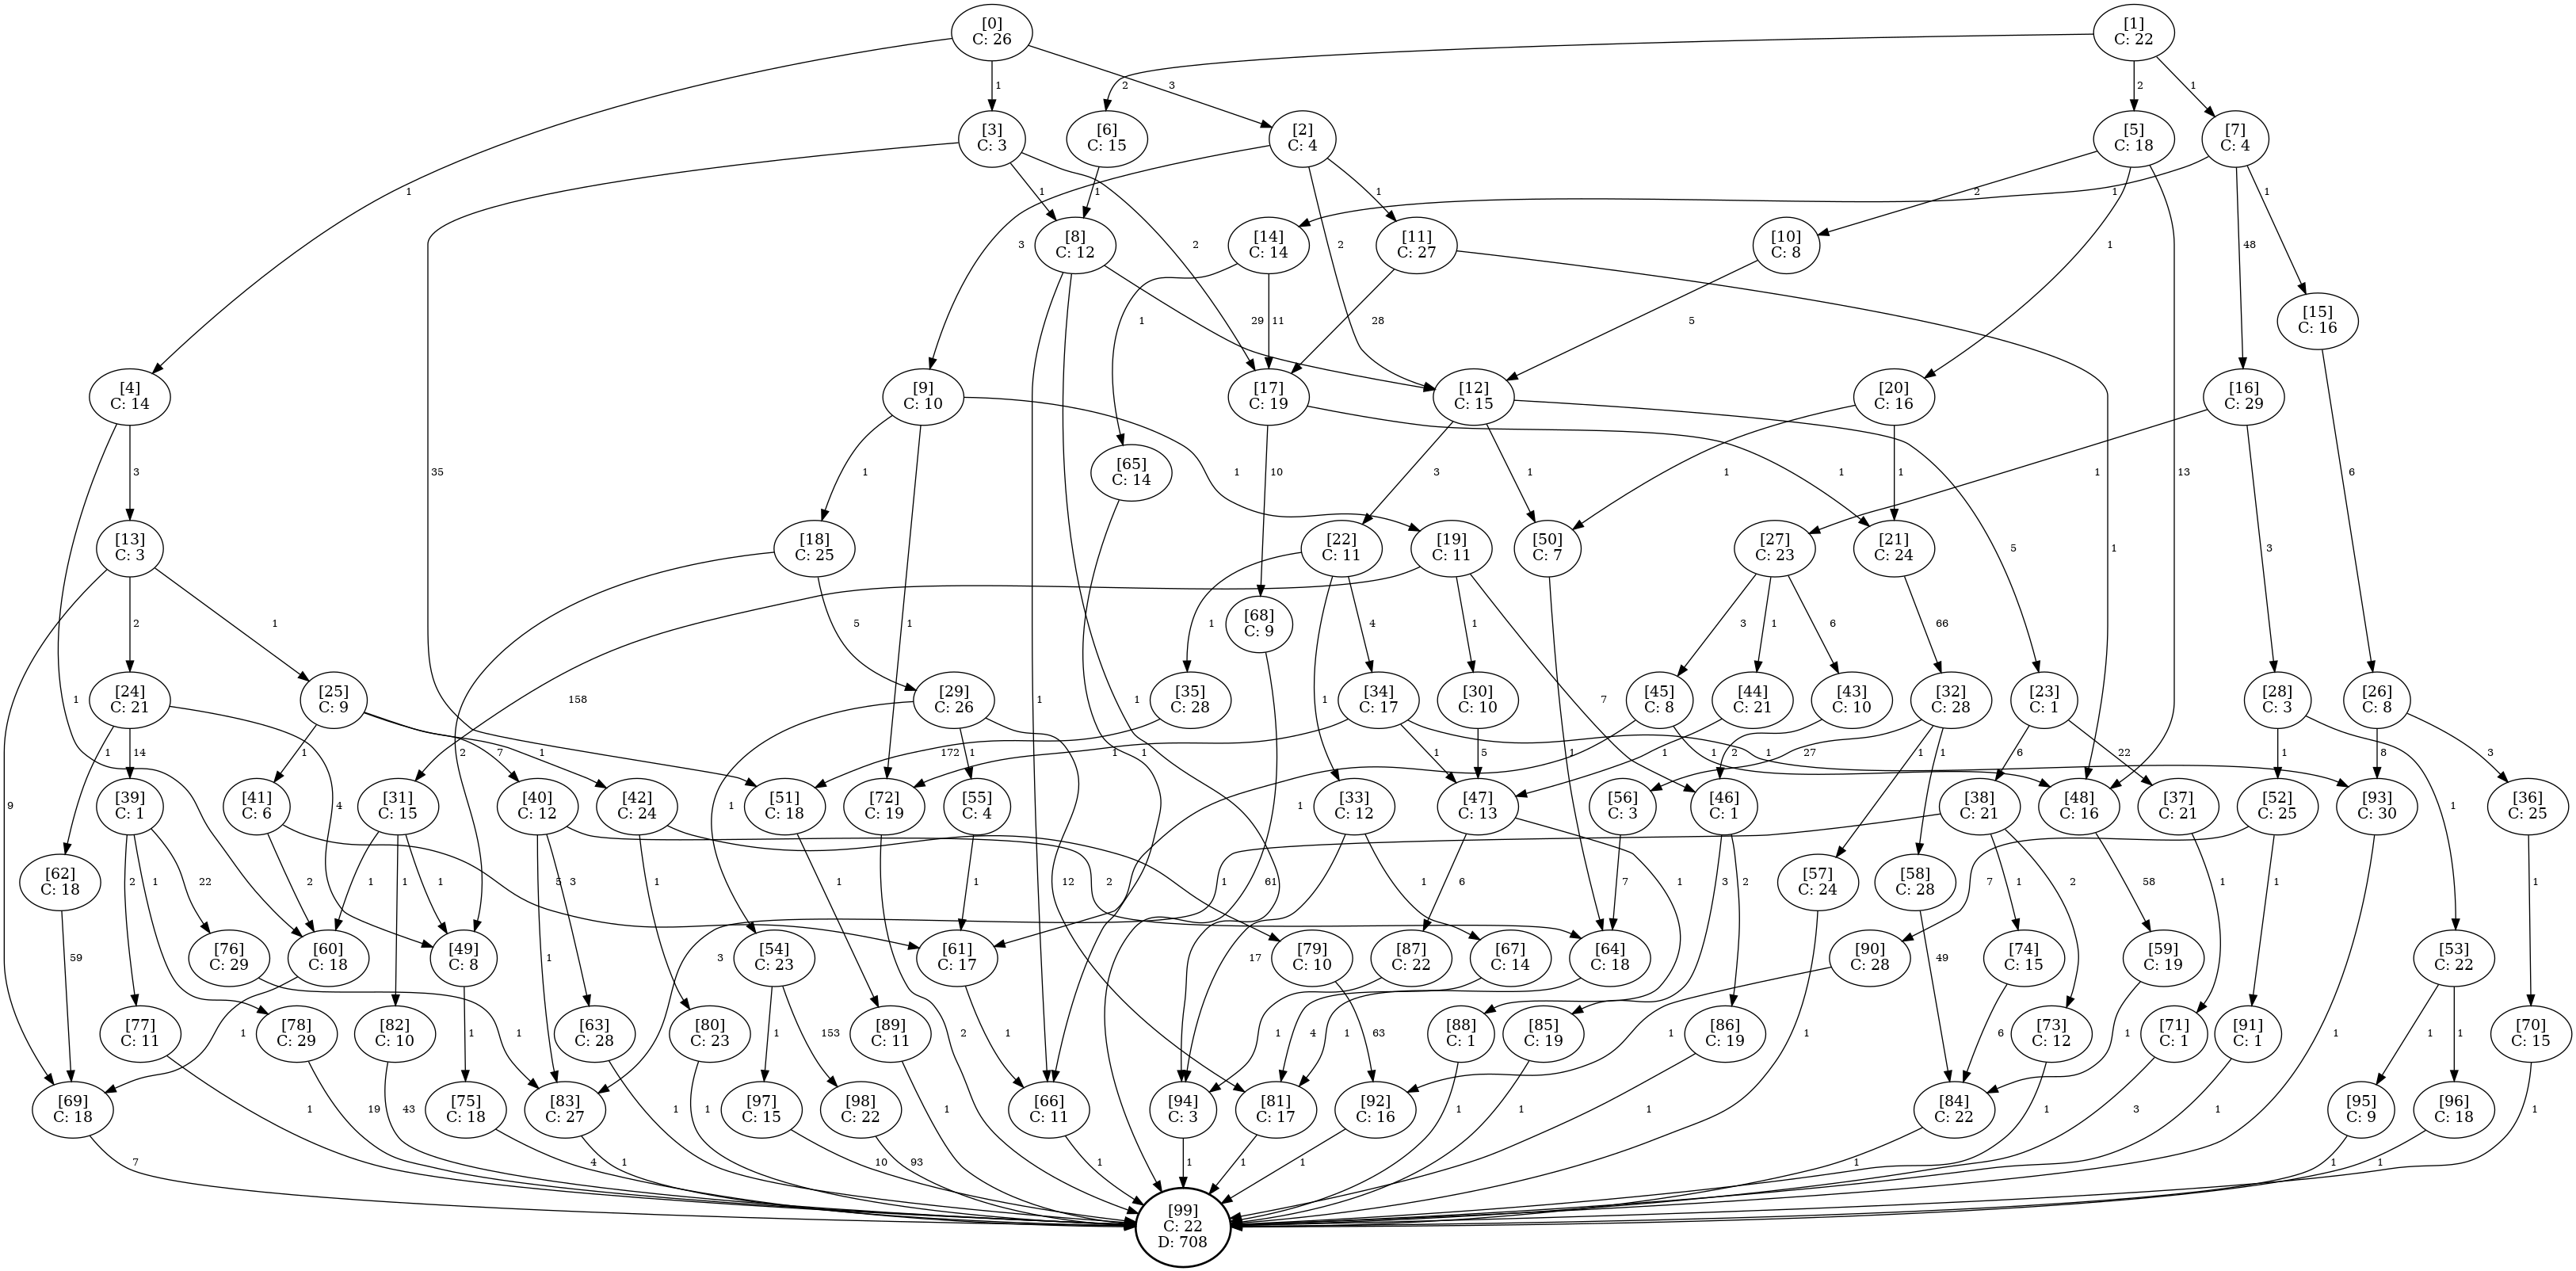 [0]
C: 26
[1]
C: 22
1
3
2
2
1
[3]
C: 3
[6]
C: 15
[2]
C: 4
[5]
C: 18
[7]
C: 4
1
1
1
1
2
1
1
2
3
2
48
1
[8]
C: 12
[14]
C: 14
[11]
C: 27
[10]
C: 8
[15]
C: 16
1
29
11
28
5
[4]
C: 14
[9]
C: 10
[17]
C: 19
[12]
C: 15
[20]
C: 16
[16]
C: 29
3
35
1
1
10
3
1
1
1
1
1
6
[65]
C: 14
[13]
C: 3
[18]
C: 25
[22]
C: 11
[19]
C: 11
[50]
C: 7
[27]
C: 23
[21]
C: 24
5
1
3
2
1
5
1
1
4
1
3
1
6
66
[68]
C: 9
[24]
C: 21
[25]
C: 9
[29]
C: 26
[35]
C: 28
[34]
C: 17
[30]
C: 10
[45]
C: 8
[44]
C: 21
[43]
C: 10
[32]
C: 28
[23]
C: 1
[28]
C: 3
[26]
C: 8
1
158
1
1
7
1
14
1
7
1
2
172
1
1
1
1
5
1
1
2
1
27
1
1
6
22
1
8
3
[39]
C: 1
[41]
C: 6
[31]
C: 15
[40]
C: 12
[42]
C: 24
[51]
C: 18
[72]
C: 19
[55]
C: 4
[33]
C: 12
[47]
C: 13
[56]
C: 3
[46]
C: 1
[38]
C: 21
[48]
C: 16
[37]
C: 21
[52]
C: 25
[93]
C: 30
[36]
C: 25
9
4
1
1
1
[62]
C: 18
2
1
22
2
1
1
1
5
3
1
1
1
12
1
2
61
1
6
1
7
3
2
[57]
C: 24
[58]
C: 28
1
2
58
1
7
1
1
59
[76]
C: 29
[60]
C: 18
[49]
C: 8
1
3
[54]
C: 23
[61]
C: 17
17
[79]
C: 10
[87]
C: 22
[67]
C: 14
[64]
C: 18
49
[90]
C: 28
[74]
C: 15
[59]
C: 19
[53]
C: 22
[77]
C: 11
[78]
C: 29
1
[82]
C: 10
1
1
[63]
C: 28
[80]
C: 23
1
153
[89]
C: 11
2
1
1
4
1
63
[88]
C: 1
[85]
C: 19
1
[86]
C: 19
1
6
[73]
C: 12
1
[71]
C: 1
[91]
C: 1
1
1
1
[70]
C: 15
[69]
C: 18
1
19
43
[75]
C: 18
[83]
C: 27
1
1
[97]
C: 15
[98]
C: 22
1
[66]
C: 11
[94]
C: 3
[81]
C: 17
[92]
C: 16
1
1
1
[84]
C: 22
1
3
1
[95]
C: 9
[96]
C: 18
1
7
4
1
10
93
1
1
1
1
1
1
1
[99]
C: 22
D: 708